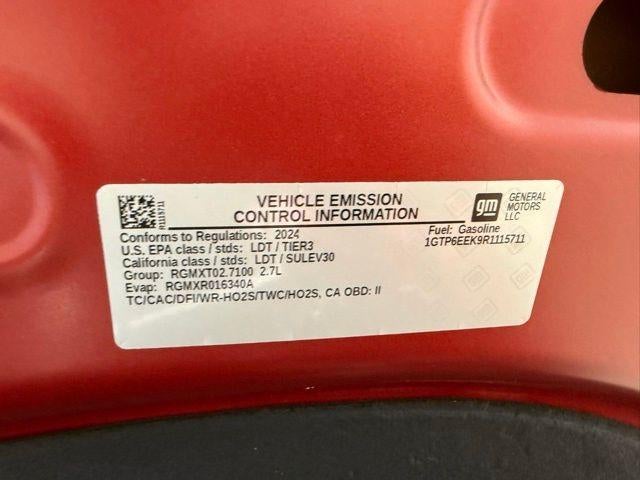 R1115711
VEHICLE EMISSION
CONTROL INFORMATION
gm
GENERAL
MOTORS
LLC
Conforms to Regulations: 2024
U.S. EPA class / stds: LDT / TIER3
California class / stds: LDT / SULEV30
Group: RGMXT02.7100 2.7L
Evap: RGMXR016340A
TC/CAC/DFI/WR-HO2S/TWC/HO2S, CA OBD: II
Fuel: Gasoline
1GTP6EEK9R1115711